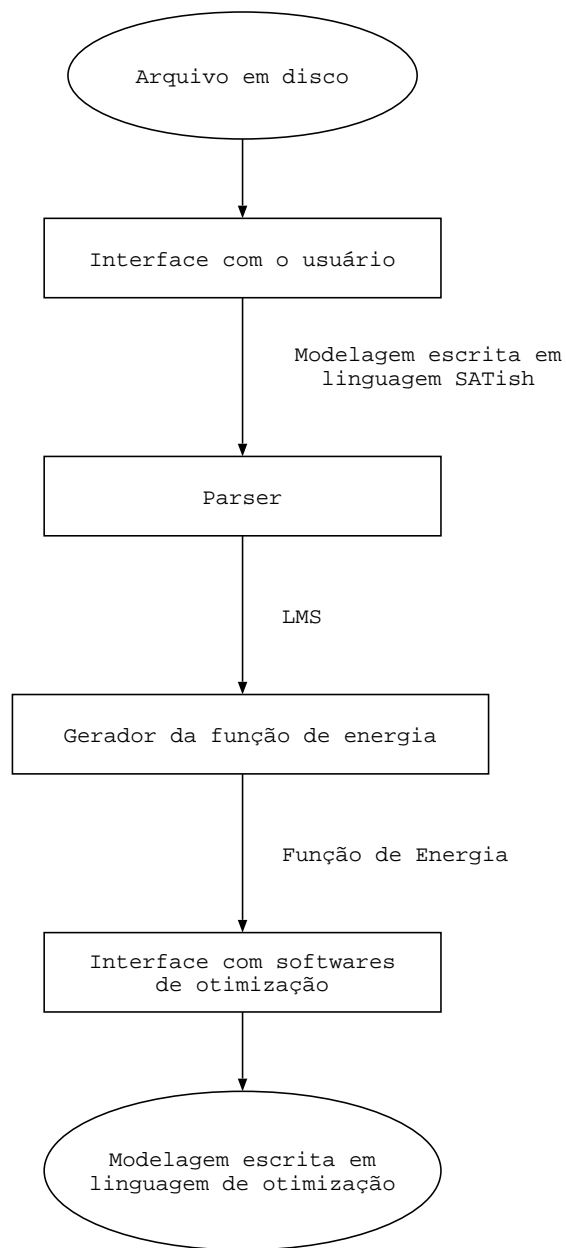 Arquivo em disco
Interface com o usuário
Modelagem escrita em
linguagem SATish
Parser
LMS
Gerador da função de energia
Função de Energia
Interface com softwares
de otimização
Modelagem escrita em
linguagem de otimização